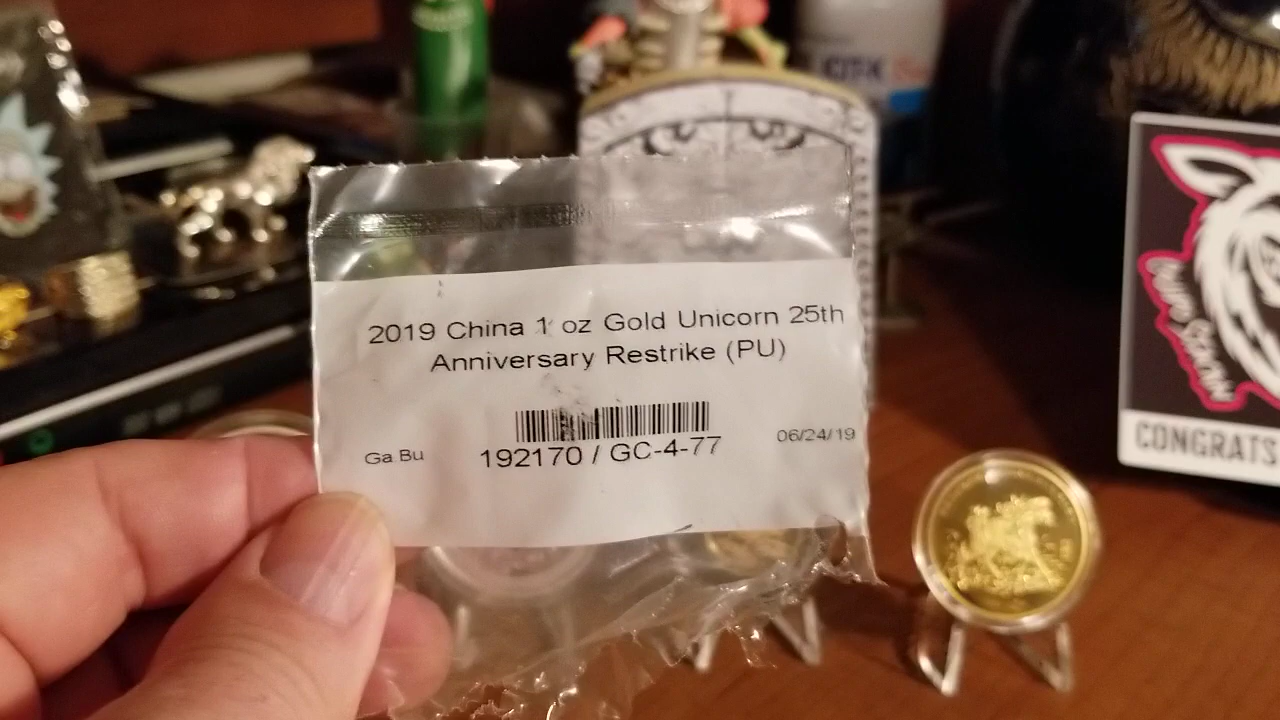 2019 China 1 oz Gold Unicorn 25th
Anniversary Restrike (PU)
Ga Bu
192170 / GC-4-77
06/24/19
CONGRATS